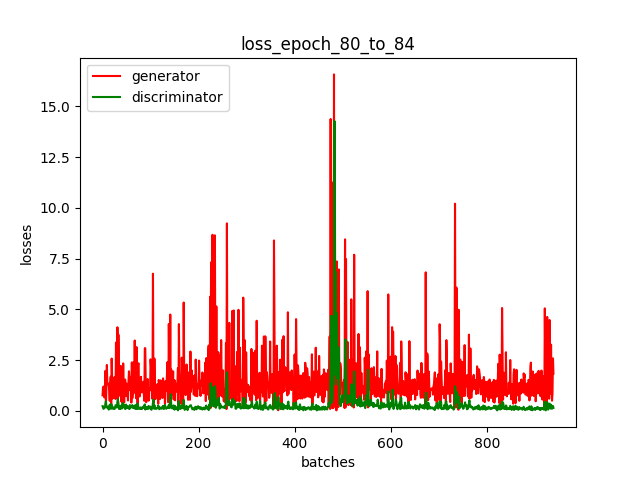 loss_epoch_80_to_84
generator
discriminator
losses
15.0
12.5
10.0
7.5
5.0
2.5
0.0
0 200 400 600 800
batches